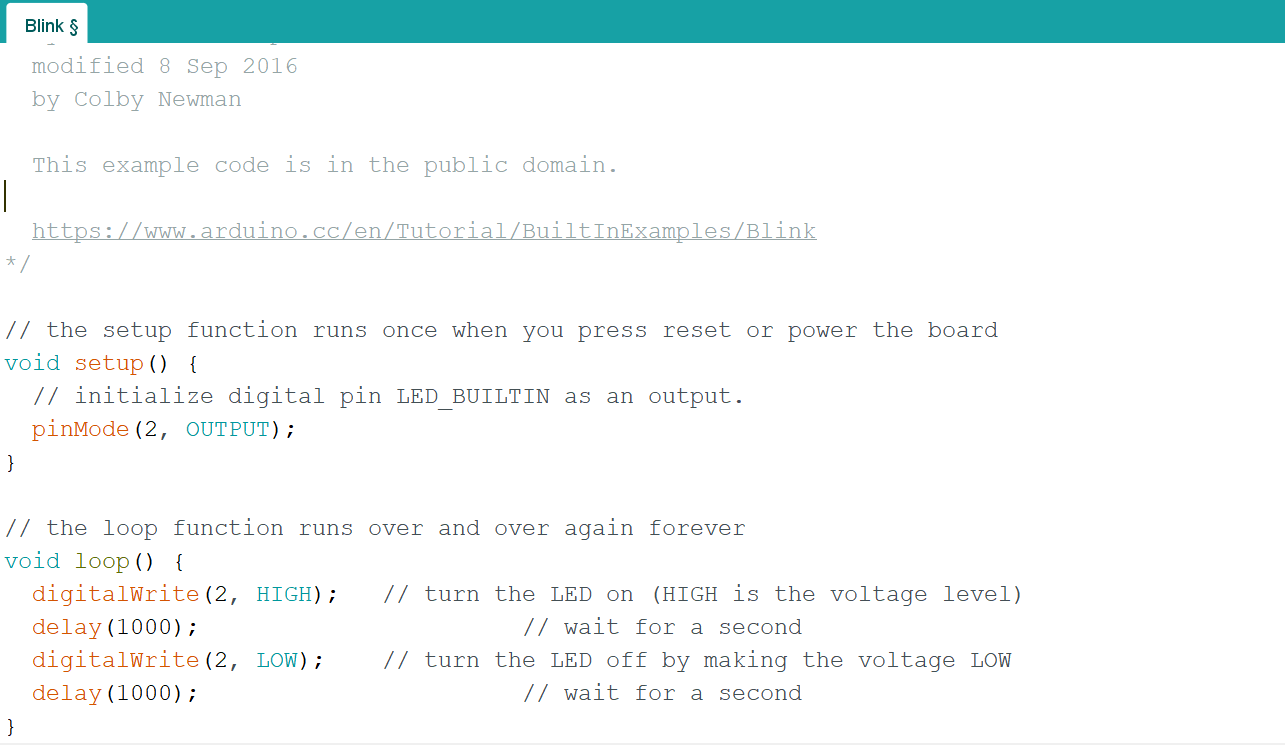 Blink §
modified 8 Sep 2016
by Colby Newman
This example code is in the public domain.
https://www.arduino.cc/en/Tutorial/BuiltInExamples/Blink
*/
// the setup function runs once when you press reset or power the board
void setup() {
  // initialize digital pin LED_BUILTIN as an output.
  pinMode(2, OUTPUT);
}
// the loop function runs over and over again forever
void loop() {
  digitalWrite(2, HIGH);   // turn the LED on (HIGH is the voltage level)
  delay(1000);                       // wait for a second
  digitalWrite(2, LOW);    // turn the LED off by making the voltage LOW
  delay(1000);                       // wait for a second
}